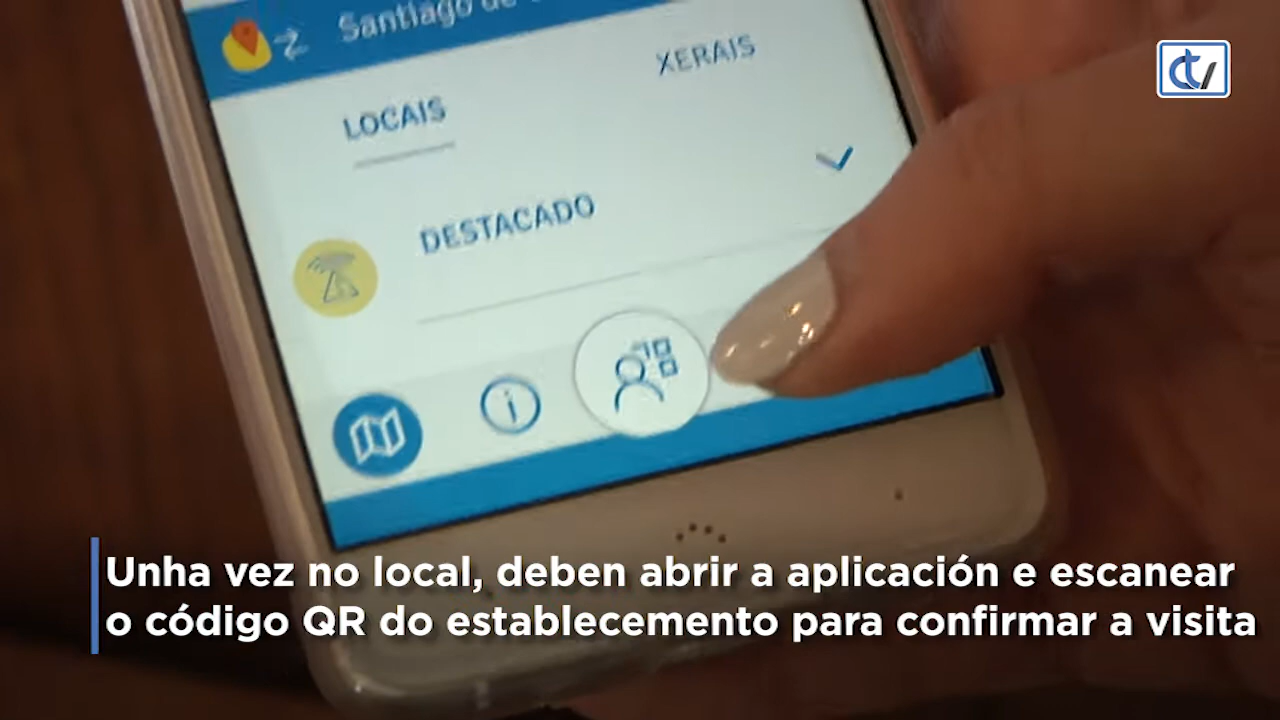 Santiago de
XERAIS
LOCAIS
DESTACADO
Unha vez no local, deben abrir a aplicación e escanear
o código QR do establecemento para confirmar a visita